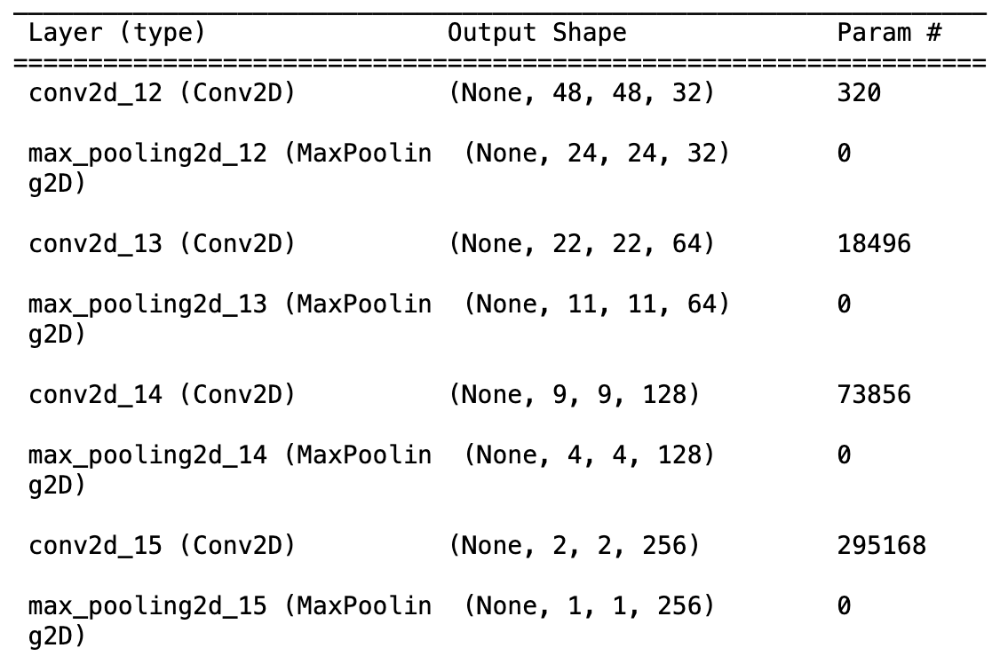 Layer (type) Output Shape Param #
=================================================================
conv2d_12 (Conv2D) (None, 48, 48, 32) 320
max_pooling2d_12 (MaxPoolin (None, 24, 24, 32) 0
g2D)
conv2d_13 (Conv2D) (None, 22, 22, 64) 18496
max_pooling2d_13 (MaxPoolin (None, 11, 11, 64) 0
g2D)
conv2d_14 (Conv2D) (None, 9, 9, 128) 73856
max_pooling2d_14 (MaxPoolin (None, 4, 4, 128) 0
g2D)
conv2d_15 (Conv2D) (None, 2, 2, 256) 295168
max_pooling2d_15 (MaxPoolin (None, 1, 1, 256) 0
g2D)